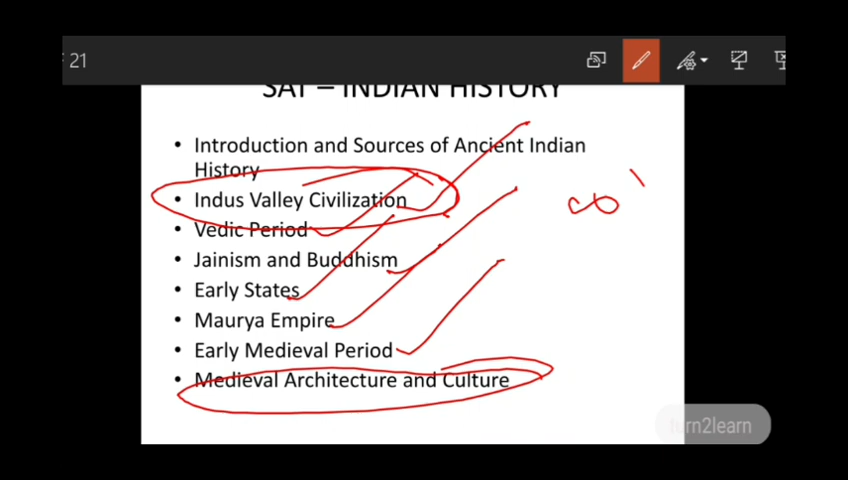 21
SAT – INDIAN HISTORY
• Introduction and Sources of Ancient Indian
History
• Indus Valley Civilization
• Vedic Period
• Jainism and Buddhism
• Early States
• Maurya Empire
• Early Medieval Period
• Medieval Architecture and Culture
turn2learn